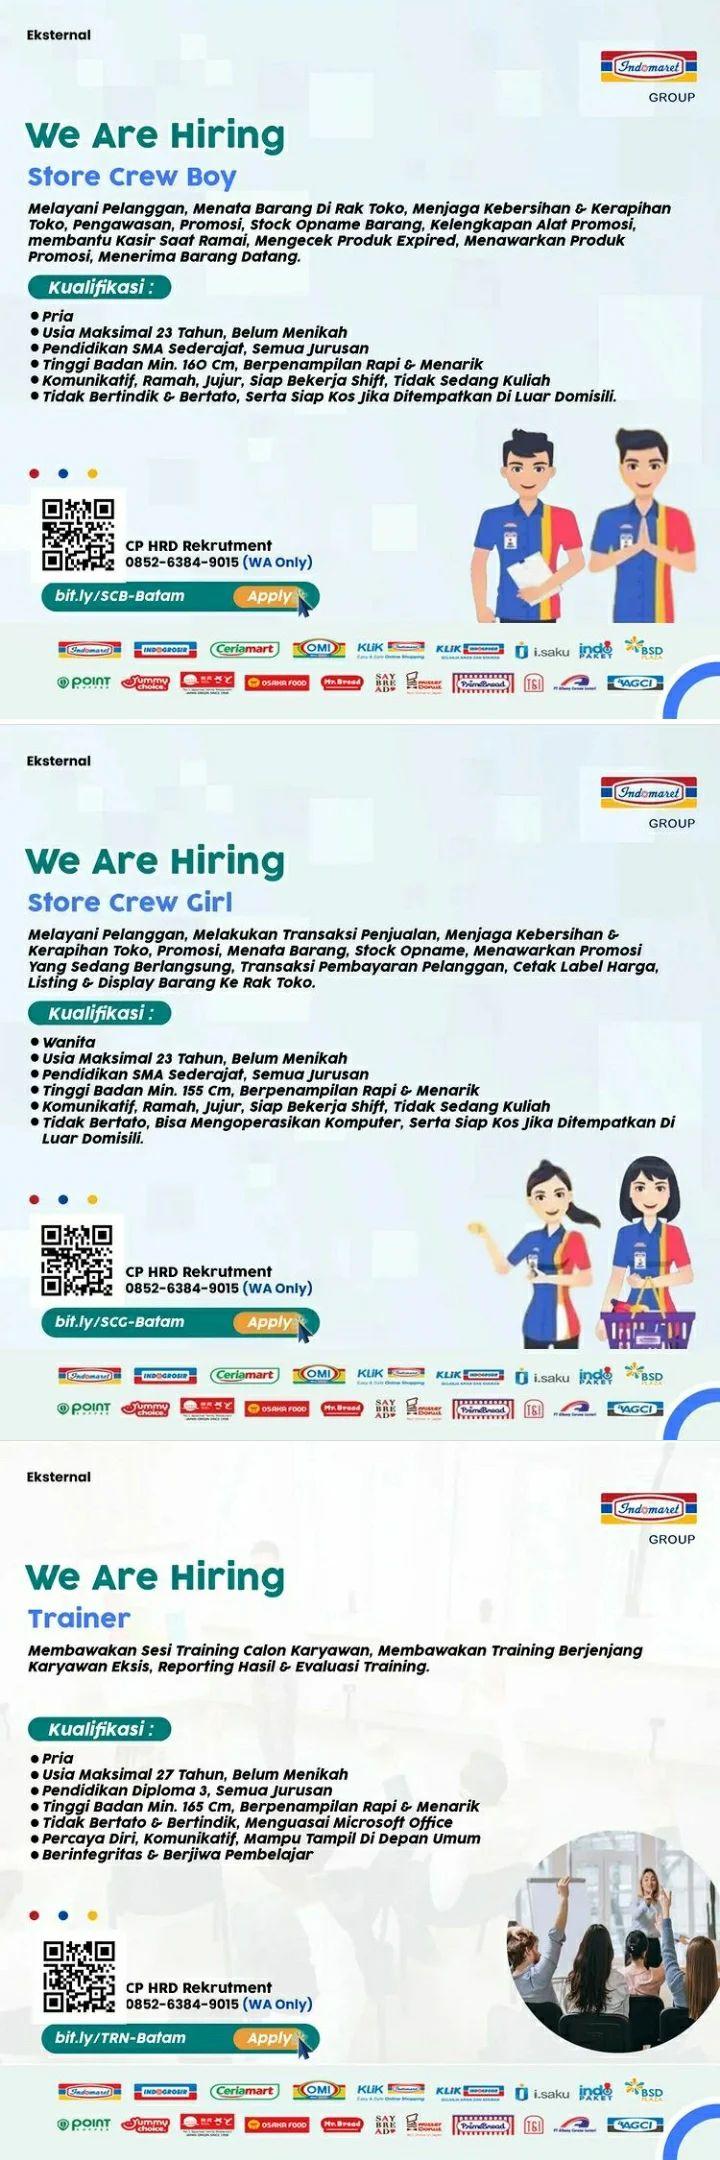 Eksternal
Indomaret
GROUP
We Are Hiring
Store Crew Boy
Melayani Pelanggan, Menata Barang Di Rak Toko, Menjaga Kebersihan & Kerapihan
Toko, Pengawasan, Promosi, Stock Opname Barang, Kelengkapan Alat Promosi,
membantu Kasir Saat Ramai, Mengecek Produk Expired, Menawarkan Produk
Promosi, Menerima Barang Datang.
Kualifikasi :
● Pria
● Usia Maksimal 23 Tahun, Belum Menikah
● Pendidikan SMA Sederajat, Semua Jurusan
● Tinggi Badan Min. 160 Cm, Berpenampilan Rapi & Menarik
● Komunikatif, Ramah, Jujur, Siap Bekerja Shift, Tidak Sedang Kuliah
● Tidak Bertindik & Bertato, Serta Siap Kos Jika Ditempatkan Di Luar Domisili.
CP HRD Rekrutment
0852-6384-9015 (WA Only)
bit.ly/SCB-Batam Apply
Indomaret INDOGROSIR Ceriamart OMI KLIK Indomaret KLIK INDOGROSIR i.saku indo PAKET BSD PLAZA
POINT COFFEE Yummy choice. OSAKA FOOD Mr.Bread SAY BREAD Mister Donut PrimeBread T&I AGCI
Eksternal
Indomaret
GROUP
We Are Hiring
Store Crew Girl
Melayani Pelanggan, Melakukan Transaksi Penjualan, Menjaga Kebersihan &
Kerapihan Toko, Promosi, Menata Barang, Stock Opname, Menawarkan Promosi
Yang Sedang Berlangsung, Transaksi Pembayaran Pelanggan, Cetak Label Harga,
Listing & Display Barang Ke Rak Toko.
Kualifikasi :
● Wanita
● Usia Maksimal 23 Tahun, Belum Menikah
● Pendidikan SMA Sederajat, Semua Jurusan
● Tinggi Badan Min. 155 Cm, Berpenampilan Rapi & Menarik
● Komunikatif, Ramah, Jujur, Siap Bekerja Shift, Tidak Sedang Kuliah
● Tidak Bertato, Bisa Mengoperasikan Komputer, Serta Siap Kos Jika Ditempatkan Di
Luar Domisili.
CP HRD Rekrutment
0852-6384-9015 (WA Only)
bit.ly/SCG-Batam Apply
Indomaret INDOGROSIR Ceriamart OMI KLIK Indomaret KLIK INDOGROSIR i.saku indo PAKET BSD PLAZA
POINT COFFEE Yummy choice. OSAKA FOOD Mr.Bread SAY BREAD Mister Donut PrimeBread T&I AGCI
Eksternal
Indomaret
GROUP
We Are Hiring
Trainer
Membawakan Sesi Training Calon Karyawan, Membawakan Training Berjenjang
Karyawan Eksis, Reporting Hasil & Evaluasi Training.
Kualifikasi :
● Pria
● Usia Maksimal 27 Tahun, Belum Menikah
● Pendidikan Diploma 3, Semua Jurusan
● Tinggi Badan Min. 165 Cm, Berpenampilan Rapi & Menarik
● Tidak Bertato & Bertindik, Menguasai Microsoft Office
● Percaya Diri, Komunikatif, Mampu Tampil Di Depan Umum
● Berintegritas & Berjiwa Pembelajar
CP HRD Rekrutment
0852-6384-9015 (WA Only)
bit.ly/TRN-Batam Apply
Indomaret INDOGROSIR Ceriamart OMI KLIK Indomaret KLIK INDOGROSIR i.saku indo PAKET BSD PLAZA
POINT COFFEE Yummy choice. OSAKA FOOD Mr.Bread SAY BREAD Mister Donut PrimeBread T&I AGCI